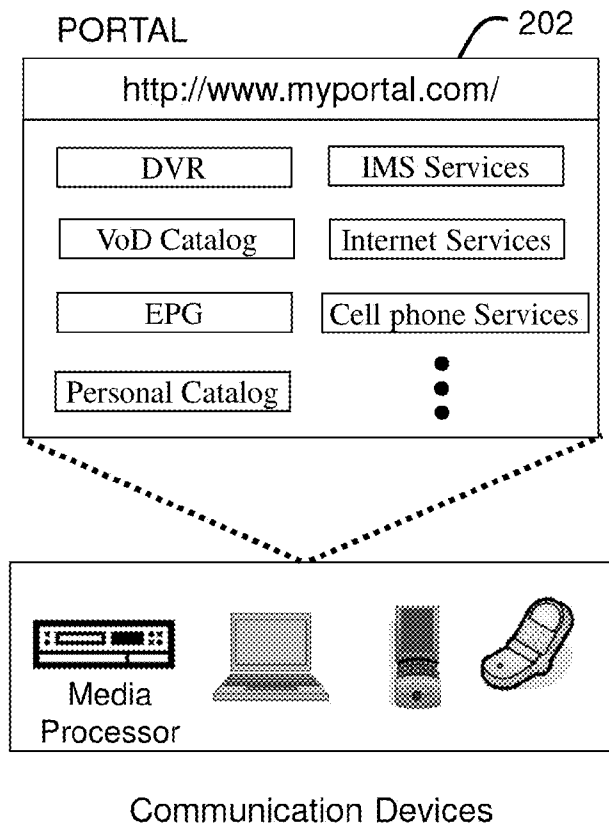 PORTAL
202
http://www.myportal.com/
DVR
IMS Services
VoD Catalog
Internet Services
EPG
Cell phone Services
Personal Catalog
Media
Processor
Communication Devices